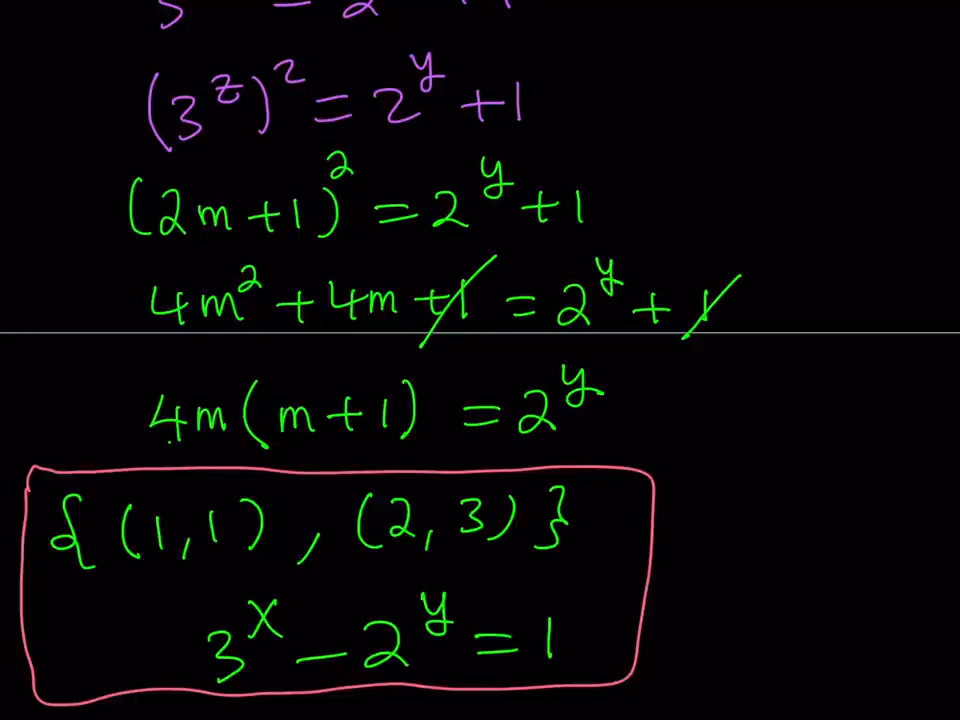 (3^z)^2 = 2^y + 1
(2m + 1)^2 = 2^y + 1
4m^2 + 4m + 1 = 2^y + 1
4m(m + 1) = 2^y
{(1,1), (2,3)}
3^x - 2^y = 1